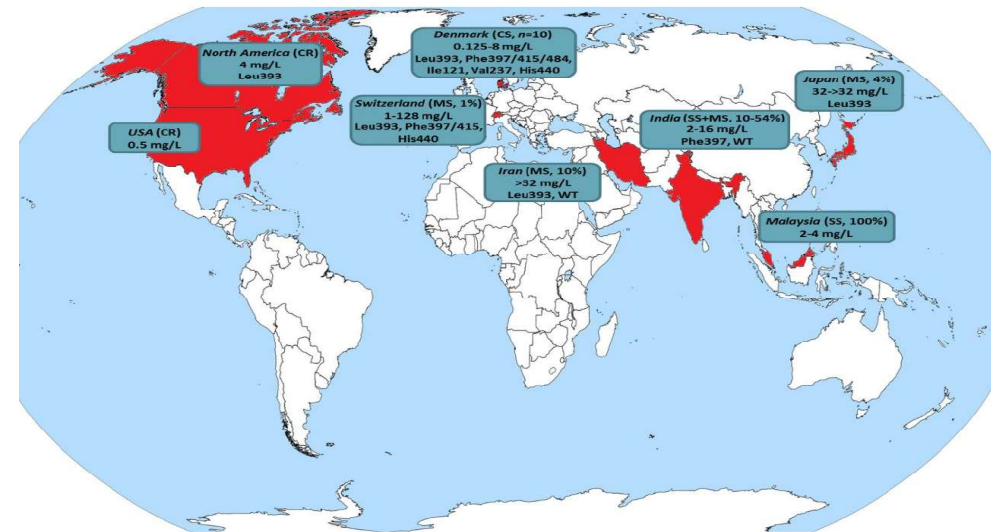 North America (CR)
4 mg/L
Leu393
USA (CR)
0.5 mg/L
Denmark (CS, n=10)
0.125-8 mg/L
Leu393, Phe397/415/484,
Ile121, Val237, His440
Switzerland (MS, 1%)
1-128 mg/L
Leu393, Phe397/415,
His440
Iran (MS, 10%)
>32 mg/L
Leu393, WT
India (SS+MS. 10-54%)
2-16 mg/L
Phe397, WT
Japan (MS, 4%)
32->32 mg/L
Leu393
Malaysia (SS, 100%)
2-4 mg/L